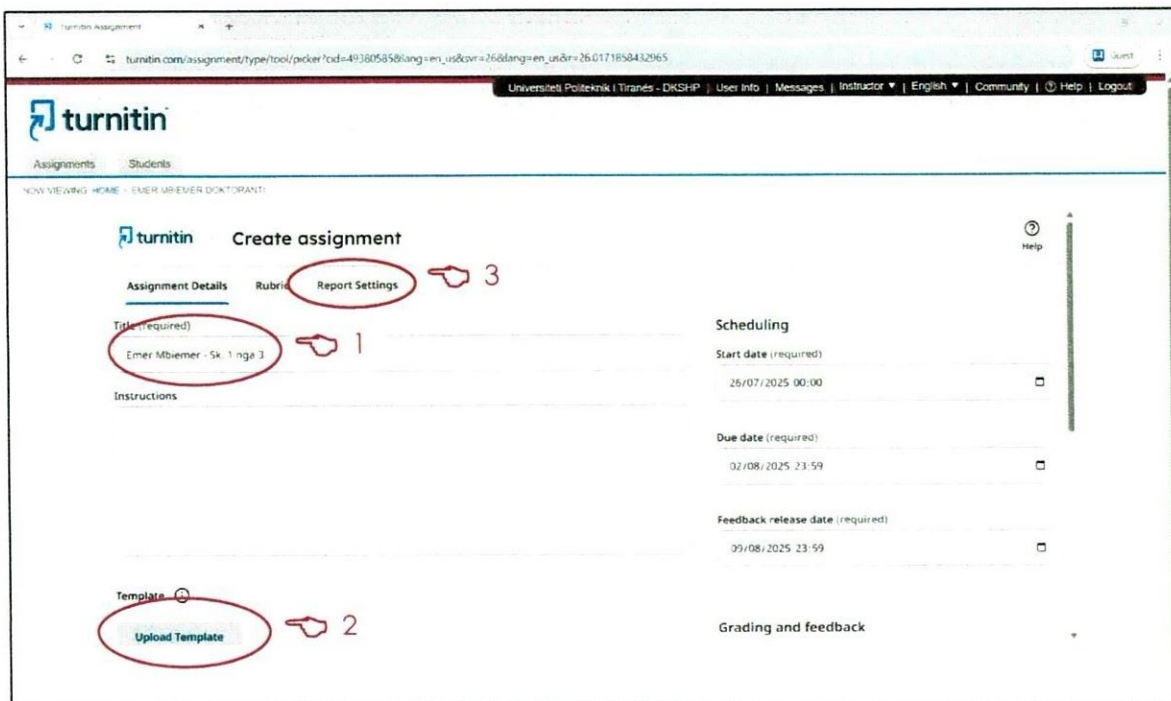 Turnitin Assignment
turnitin.com/assignment/type/tool/picker?cid=49380585&lang=en_us&svr=26&lang=en_us&r=26.0171858432965
Guest
Universiteti Politeknik i Tiranës - DKSHP | User Info | Messages | Instructor ▼ | English ▼ | Community | ? Help | Logout
turnitin
Assignments Students
NOW VIEWING: HOME > EMER MBIEMER DOKTORANTI
turnitin Create assignment
Help
Assignment Details Rubric Report Settings 3
Title (required)
Emer Mbiemer - Sk. 1 nga 3 1
Instructions
Scheduling
Start date (required)
26/07/2025 00:00
Due date (required)
02/08/2025 23:59
Feedback release date (required)
09/08/2025 23:59
Template
Upload Template 2
Grading and feedback